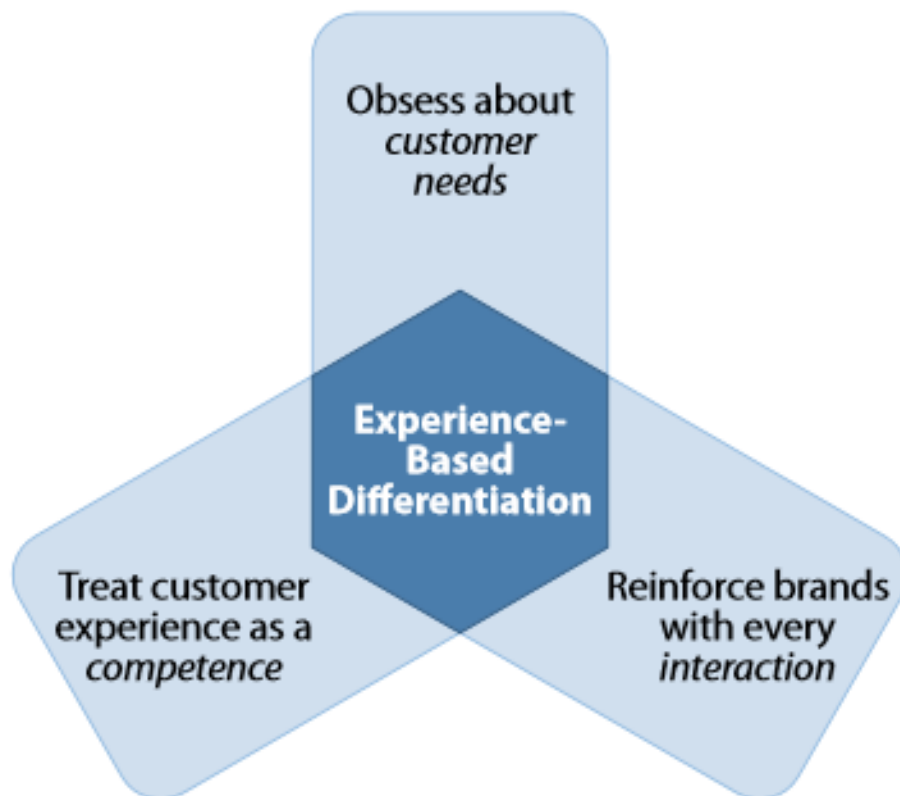 Obsess about
customer
needs
Experience-
Based
Differentiation
Treat customer
experience as a
competence
Reinforce brands
with every
interaction